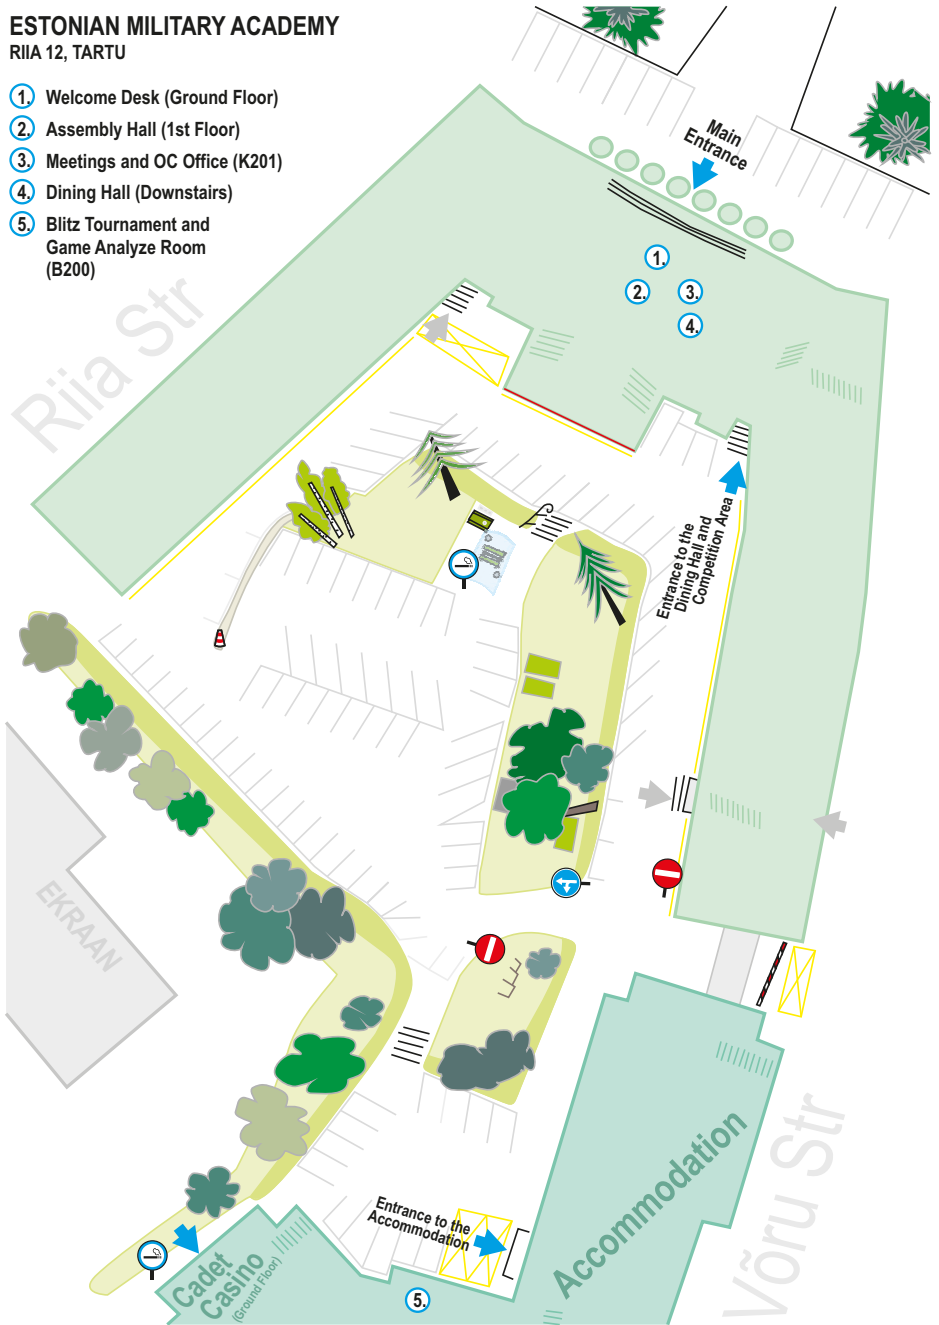 ESTONIAN MILITARY ACADEMY
RIIA 12, TARTU
1. Welcome Desk (Ground Floor)
2. Assembly Hall (1st Floor)
3. Meetings and OC Office (K201)
4. Dining Hall (Downstairs)
5. Blitz Tournament and
Game Analyze Room
(B200)
Main
Entrance
Riia Str
1.
2.
3.
4.
Entrance to the
Dining Hall and
Competition Area
EKRAAN
Accommodation
Võru Str
Entrance to the
Accommodation
Cadet
Casino
(Ground Floor)
5.